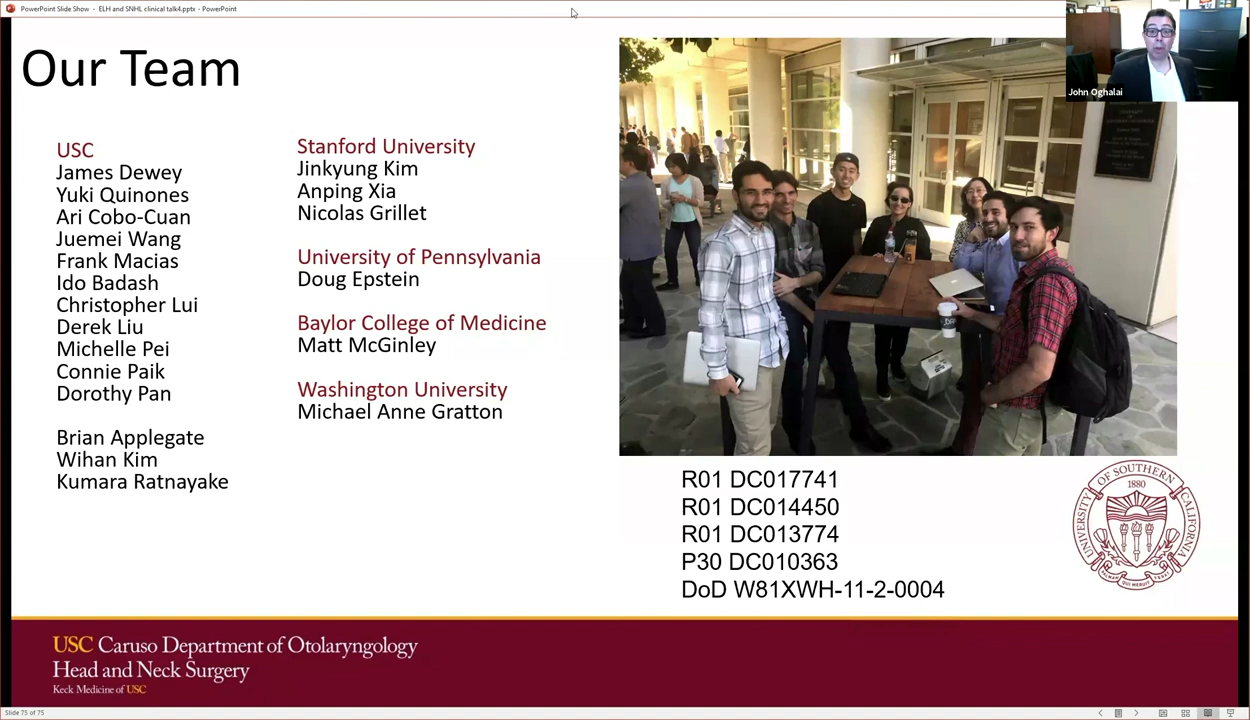 PowerPoint Slide Show - ELH and SNHL clinical talk4.pptx - PowerPoint
Our Team
USC
James Dewey
Yuki Quinones
Ari Cobo-Cuan
Juemei Wang
Frank Macias
Ido Badash
Christopher Lui
Derek Liu
Michelle Pei
Connie Paik
Dorothy Pan
Brian Applegate
Wihan Kim
Kumara Ratnayake
Stanford University
Jinkyung Kim
Anping Xia
Nicolas Grillet
University of Pennsylvania
Doug Epstein
Baylor College of Medicine
Matt McGinley
Washington University
Michael Anne Gratton
John Oghalai
R01 DC017741
R01 DC014450
R01 DC013774
P30 DC010363
DoD W81XWH-11-2-0004
UNIVERSITY OF SOUTHERN CALIFORNIA
1880
USC Caruso Department of Otolaryngology
Head and Neck Surgery
Keck Medicine of USC
Slide 75 of 75